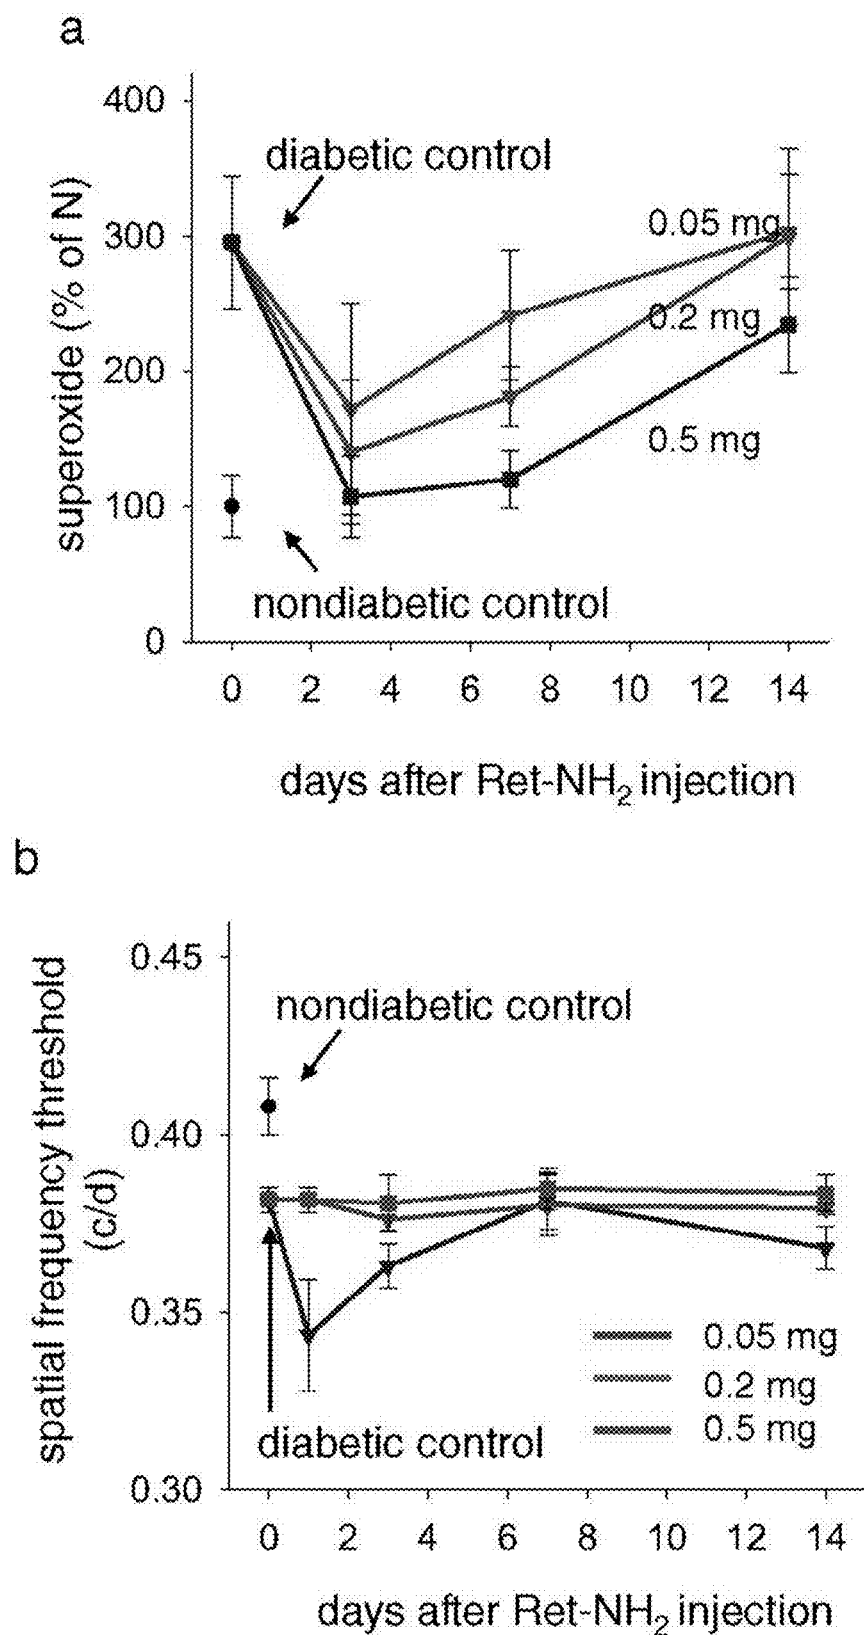 a
superoxide (% of N)
400
300
200
100
0
diabetic control
0.05 mg
0.2 mg
0.5 mg
nondiabetic control
0 2 4 6 8 10 12 14
days after Ret-NH₂ injection
b
spatial frequency threshold
(c/d)
0.45
0.40
0.35
0.30
nondiabetic control
0.05 mg
0.2 mg
0.5 mg
diabetic control
0 2 4 6 8 10 12 14
days after Ret-NH₂ injection